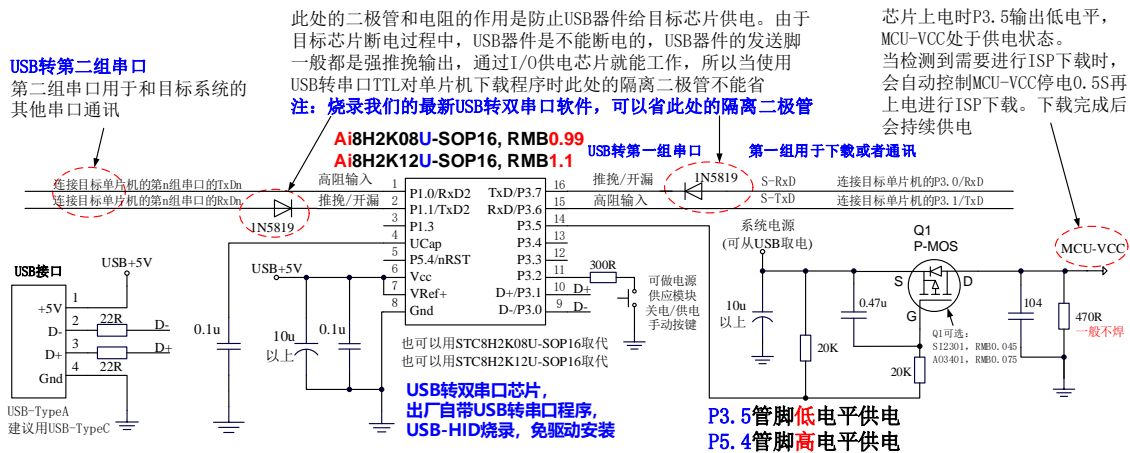 此处的二极管和电阻的作用是防止USB器件给目标芯片供电。由于
目标芯片断电过程中，USB器件是不能断电的，USB器件的发送脚
一般都是强推挽输出，通过I/O供电芯片就能工作，所以当使用
USB转串口TTL对单片机下载程序时此处的隔离二极管不能省
注：烧录我们的最新USB转双串口软件，可以省此处的隔离二极管
USB转第二组串口
第二组串口用于和目标系统的
其他串口通讯
芯片上电时P3.5输出低电平，
MCU-VCC处于供电状态。
当检测到需要进行ISP下载时，
会自动控制MCU-VCC停电0.5S再
上电进行ISP下载。下载完成后
会持续供电
Ai8H2K08U-SOP16, RMB0.99
Ai8H2K12U-SOP16, RMB1.1
USB转第一组串口
第一组用于下载或者通讯
连接目标单片机的第n组串口的TxDn
连接目标单片机的第n组串口的RxDn
1N5819
高阻输入
推挽/开漏
1
2
3
4
5
6
7
8
P1.0/RxD2
P1.1/TxD2
P1.3
UCap
P5.4/nRST
Vcc
VRef+
Gnd
TxD/P3.7
RxD/P3.6
P3.5
P3.4
P3.3
P3.2
D+/P3.1
D-/P3.0
16
15
14
13
12
11
10
9
推挽/开漏
高阻输入
1N5819
S-RxD
S-TxD
连接目标单片机的P3.0/RxD
连接目标单片机的P3.1/TxD
D+
D-
300R
可做电源
供应模块
关电/供电
手动按键
USB接口
+5V
D-
D+
Gnd
1
2
3
4
USB+5V
22R
22R
D-
D+
USB-TypeA
建议用USB-TypeC
0.1u
USB+5V
10u
以上
0.1u
也可以用STC8H2K08U-SOP16取代
也可以用STC8H2K12U-SOP16取代
USB转双串口芯片，
出厂自带USB转串口程序，
USB-HID烧录，免驱动安装
系统电源
(可从USB取电)
10u
以上
20K
0.47u
20K
Q1
P-MOS
S
D
G
Q1可选：
SI2301, RMB0.045
AO3401, RMB0.075
MCU-VCC
104
470R
一般不焊
P3.5管脚低电平供电
P5.4管脚高电平供电